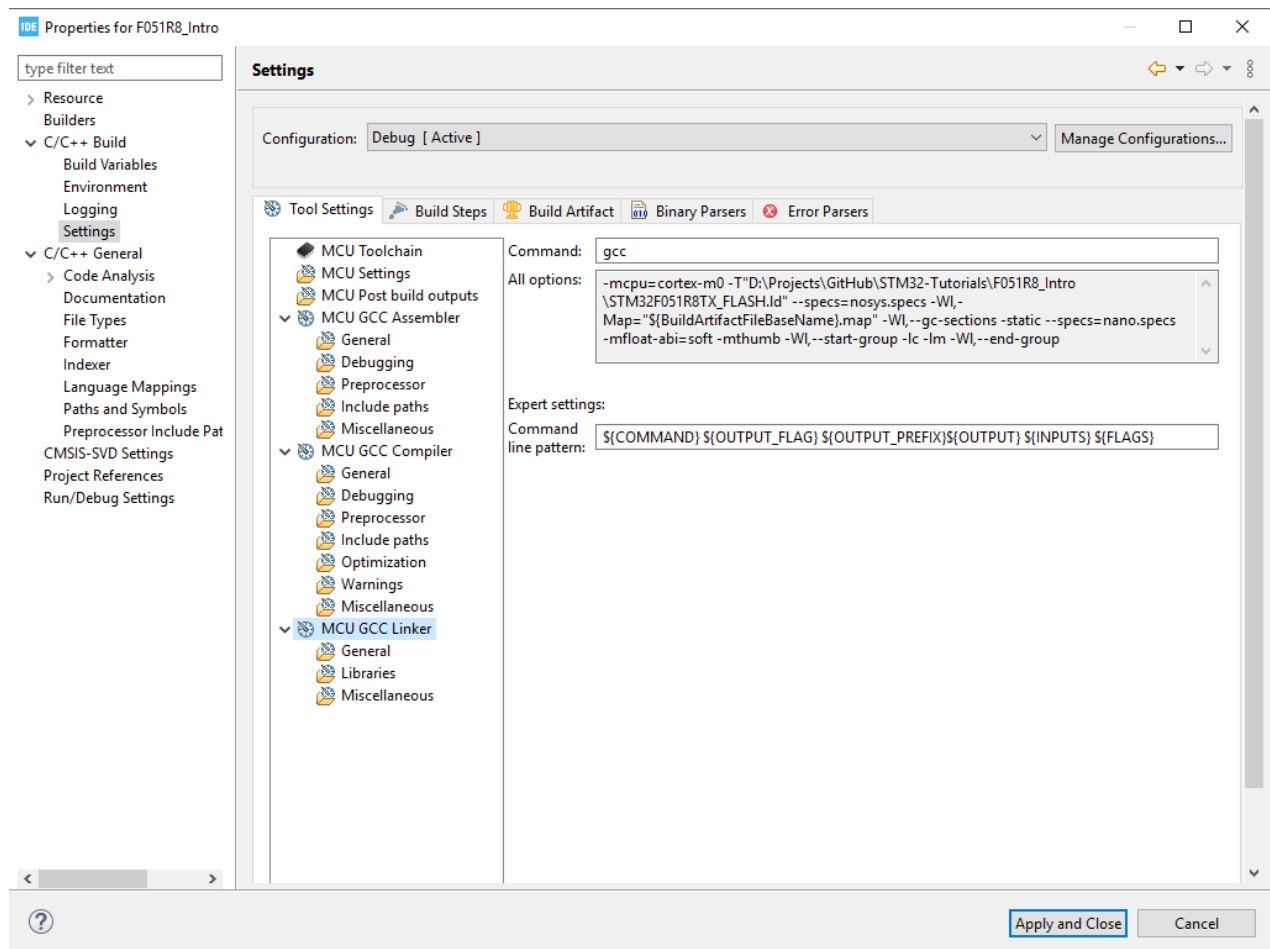 IDE Properties for F051R8_Intro
type filter text
Resource
Builders
C/C++ Build
Build Variables
Environment
Logging
Settings
C/C++ General
Code Analysis
Documentation
File Types
Formatter
Indexer
Language Mappings
Paths and Symbols
Preprocessor Include Pat
CMSIS-SVD Settings
Project References
Run/Debug Settings
Settings
Configuration: Debug [ Active ] Manage Configurations...
Tool Settings Build Steps Build Artifact 010 Binary Parsers Error Parsers
MCU Toolchain
MCU Settings
MCU Post build outputs
MCU GCC Assembler
General
Debugging
Preprocessor
Include paths
Miscellaneous
MCU GCC Compiler
General
Debugging
Preprocessor
Include paths
Optimization
Warnings
Miscellaneous
MCU GCC Linker
General
Libraries
Miscellaneous
Command: gcc
All options: -mcpu=cortex-m0 -T"D:\Projects\GitHub\STM32-Tutorials\F051R8_Intro
\STM32F051R8TX_FLASH.ld" --specs=nosys.specs -Wl,-
Map="${BuildArtifactFileBaseName}.map" -Wl,--gc-sections -static --specs=nano.specs
-mfloat-abi=soft -mthumb -Wl,--start-group -lc -lm -Wl,--end-group
Expert settings:
Command
line pattern: ${COMMAND} ${OUTPUT_FLAG} ${OUTPUT_PREFIX}${OUTPUT} ${INPUTS} ${FLAGS}
? Apply and Close Cancel